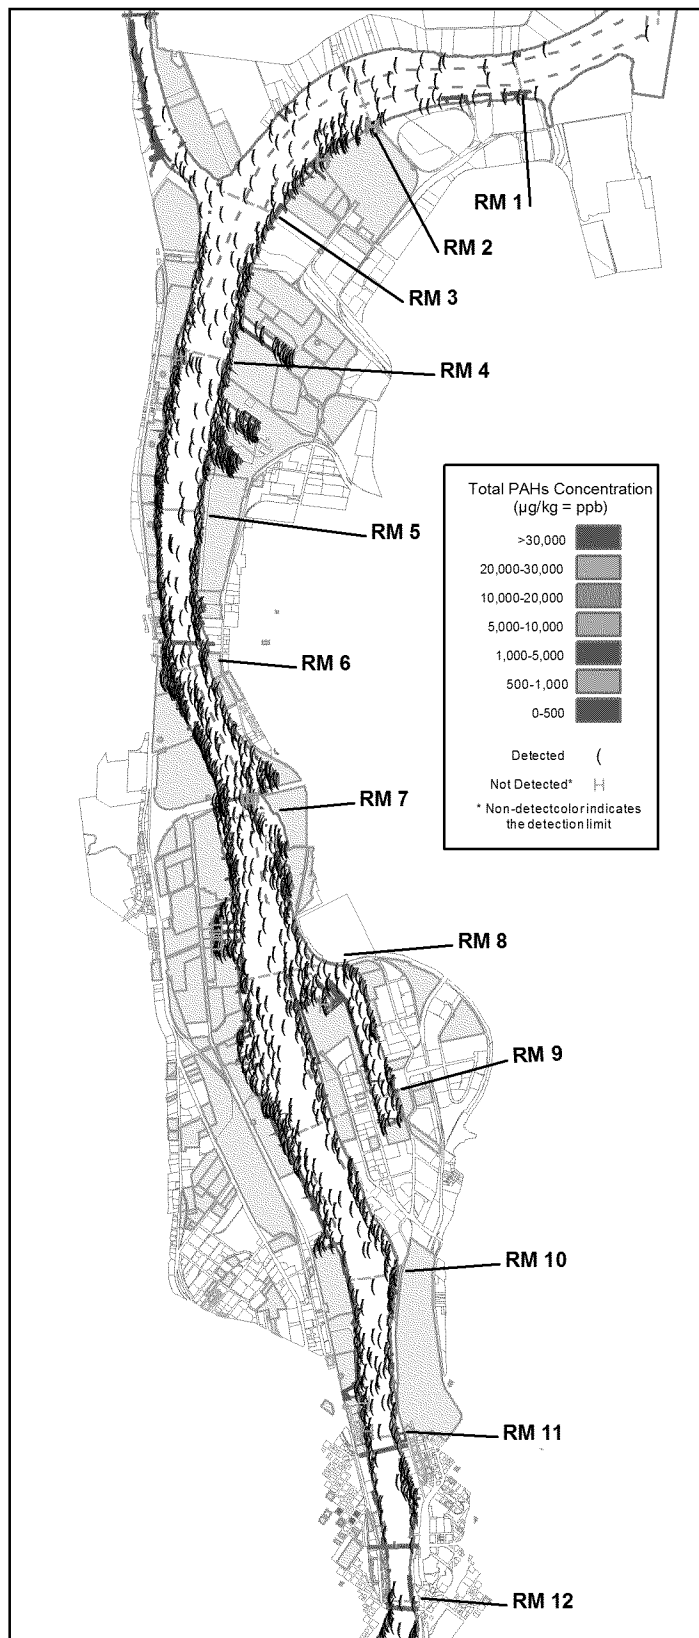 RM 1
RM 2
RM 3
RM 4
Total PAHs Concentration
(µg/kg = ppb)
>30,000
20,000-30,000
10,000-20,000
5,000-10,000
1,000-5,000
500-1,000
0-500
Detected
Not Detected*
* Non-detectcolor indicates
the detection limit
RM 5
RM 6
RM 7
RM 8
RM 9
RM 10
RM 11
RM 12